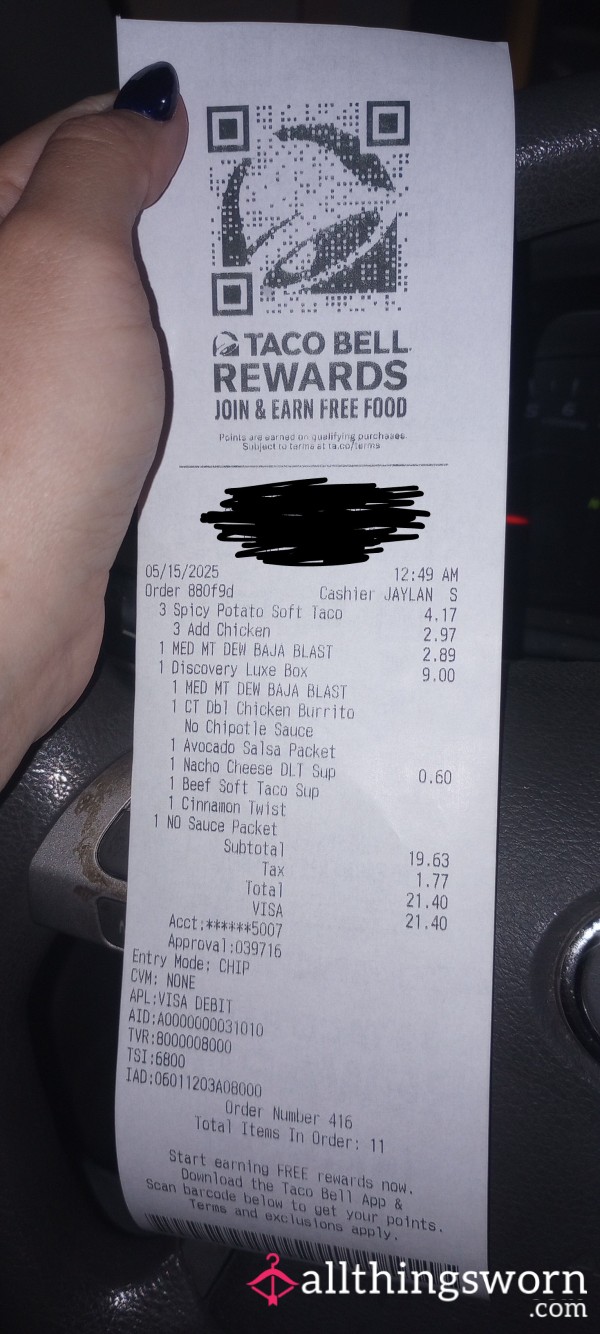 TACO BELL
REWARDS
JOIN & EARN FREE FOOD
Points are earned on qualifying purchases
Subject to terms at ta.co/terms
05/15/2025 12:49 AM
Order 880f9d Cashier JAYLAN S
3 Spicy Potato Soft Taco 4.17
3 Add Chicken 2.97
1 MED MT DEW BAJA BLAST 2.89
1 Discovery Luxe Box 9.00
1 MED MT DEW BAJA BLAST
1 CT Dbl Chicken Burrito
No Chipotle Sauce
1 Avocado Salsa Packet
1 Nacho Cheese DLT Sup 0.60
1 Beef Soft Taco Sup
1 Cinnamon Twist
1 NO Sauce Packet
Subtotal 19.63
Tax 1.77
Total 21.40
VISA 21.40
Acct:******5007
Approval:039716
Entry Mode: CHIP
CVM: NONE
APL:VISA DEBIT
AID:A0000000031010
TVR:8000008000
TSI:6800
IAD:06011203A08000
Order Number 416
Total Items In Order: 11
Start earning FREE rewards now.
Download the Taco Bell App &
Scan barcode below to get your points.
Terms and exclusions apply.
allthingsworn
.com